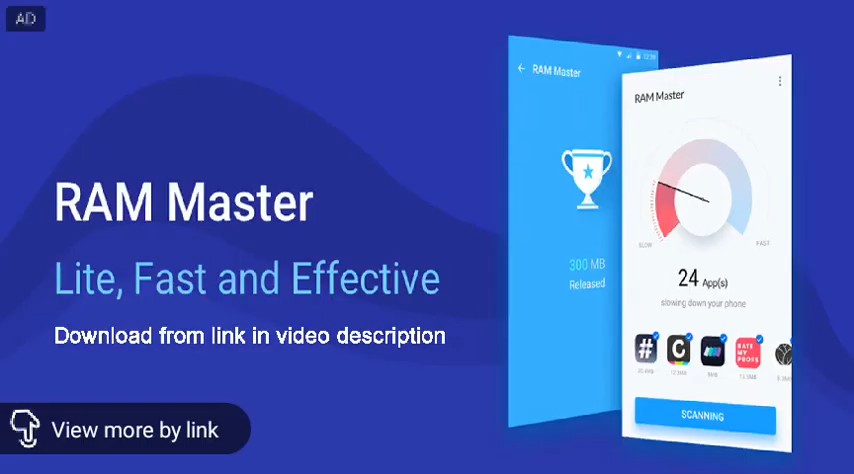 AD
RAM Master
Lite, Fast and Effective
Download from link in video description
View more by link
RAM Master
300 MB
Released
RAM Master
SLOW
FAST
24 App(s)
slowing down your phone
#
C
RATE
MY
PROFS
SCANNING